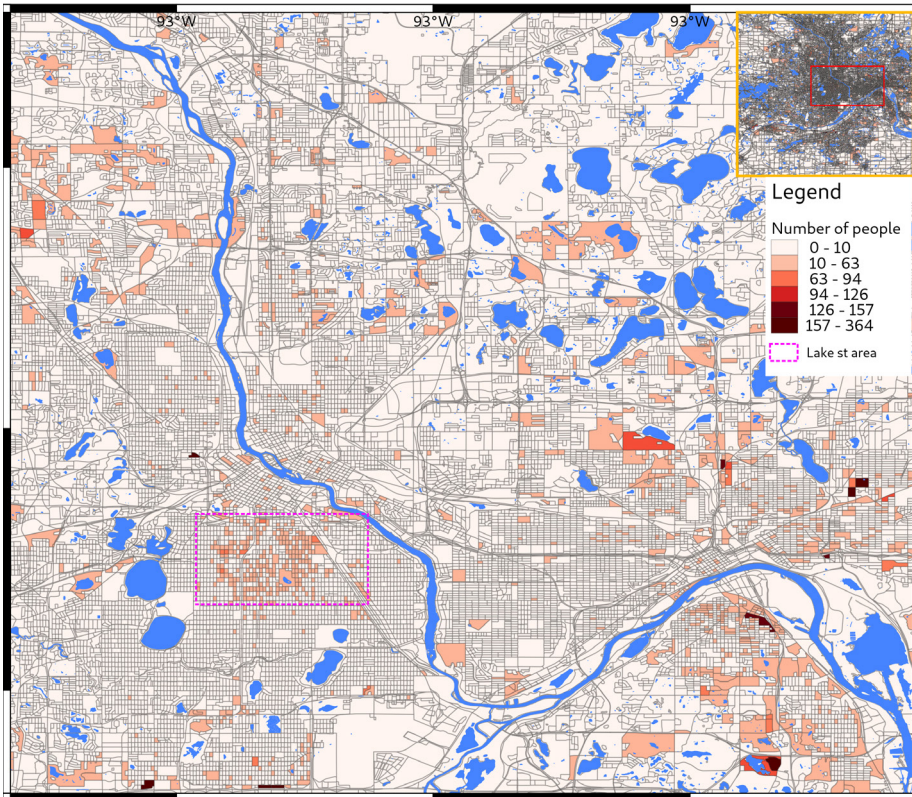 93°W
93°W
93°W
Legend
Number of people
0 - 10
10 - 63
63 - 94
94 - 126
126 - 157
157 - 364
Lake st area